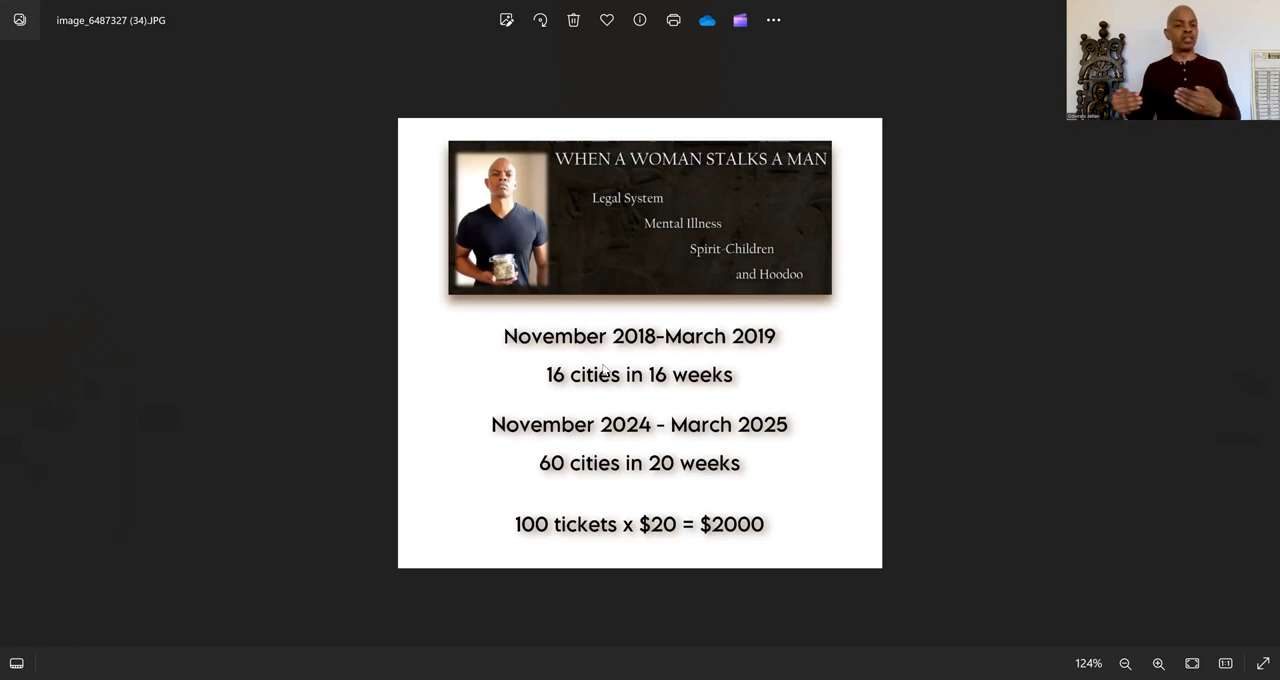 image_6487327 (34).JPG
WHEN A WOMAN STALKS A MAN
Legal System
Mental Illness
Spirit-Children
and Hoodoo
November 2018-March 2019
16 cities in 16 weeks
November 2024 - March 2025
60 cities in 20 weeks
100 tickets x $20 = $2000
124%